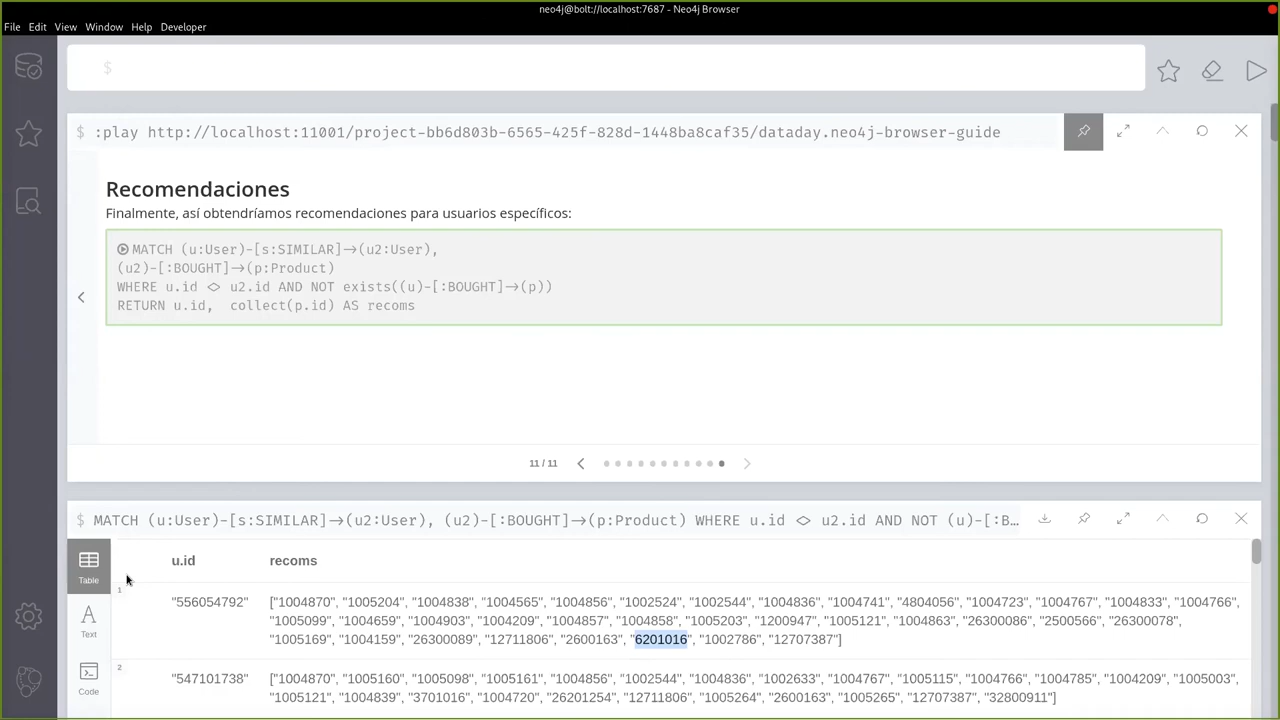 neo4j@bolt://localhost:7687 - Neo4j Browser
File Edit View Window Help Developer
$
$ :play http://localhost:11001/project-bb6d803b-6565-425f-828d-1448ba8caf35/dataday.neo4j-browser-guide
Recomendaciones
Finalmente, así obtendríamos recomendaciones para usuarios específicos:
MATCH (u:User)-[s:SIMILAR]->(u2:User),
(u2)-[:BOUGHT]->(p:Product)
WHERE u.id <> u2.id AND NOT exists((u)-[:BOUGHT]->(p))
RETURN u.id,  collect(p.id) AS recoms
11 / 11
$ MATCH (u:User)-[s:SIMILAR]->(u2:User), (u2)-[:BOUGHT]->(p:Product) WHERE u.id <> u2.id AND NOT (u)-[:B…
Table
Text
Code
u.id recoms
1
"556054792" ["1004870", "1005204", "1004838", "1004565", "1004856", "1002524", "1002544", "1004836", "1004741", "4804056", "1004723", "1004767", "1004833", "1004766",
"1005099", "1004659", "1004903", "1004209", "1004857", "1004858", "1005203", "1200947", "1005121", "1004863", "26300086", "2500566", "26300078",
"1005169", "1004159", "26300089", "12711806", "2600163", "6201016", "1002786", "12707387"]
2
"547101738" ["1004870", "1005160", "1005098", "1005161", "1004856", "1002544", "1004836", "1002633", "1004767", "1005115", "1004766", "1004785", "1004209", "1005003",
"1005121", "1004839", "3701016", "1004720", "26201254", "12711806", "1005264", "2600163", "1005265", "12707387", "32800911"]